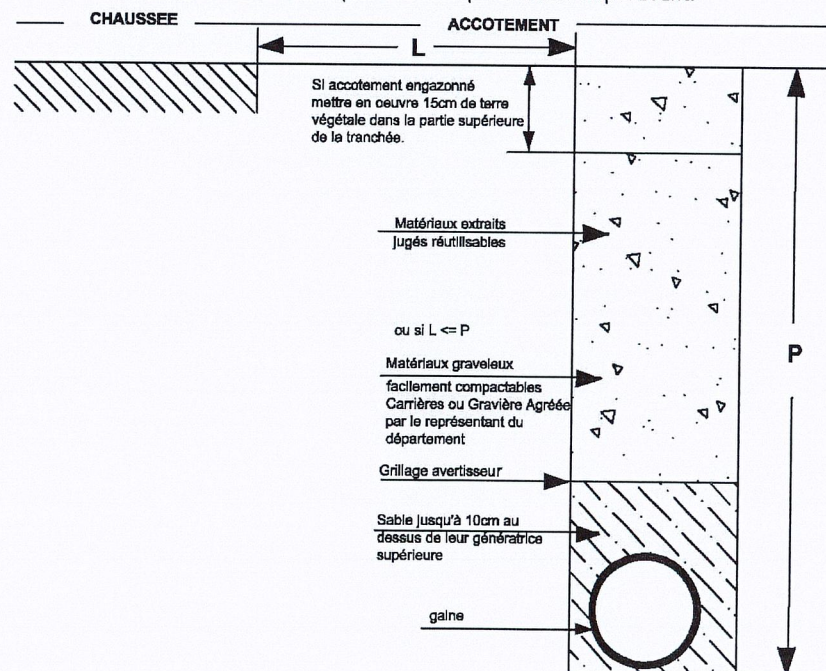 CHAUSSEE
ACCOTEMENT
L
Si accotement engazonné
mettre en oeuvre 15cm de terre
végétale dans la partie supérieure
de la tranchée.
Matériaux extraits
jugés réutilisables
ou si L <= P
P
Matériaux graveleux
facilement compactables
Carrières ou Gravière Agréée
par le représentant du
département
Grillage avertisseur
Sable jusqu'à 10cm au
dessus de leur génératrice
supérieure
gaine